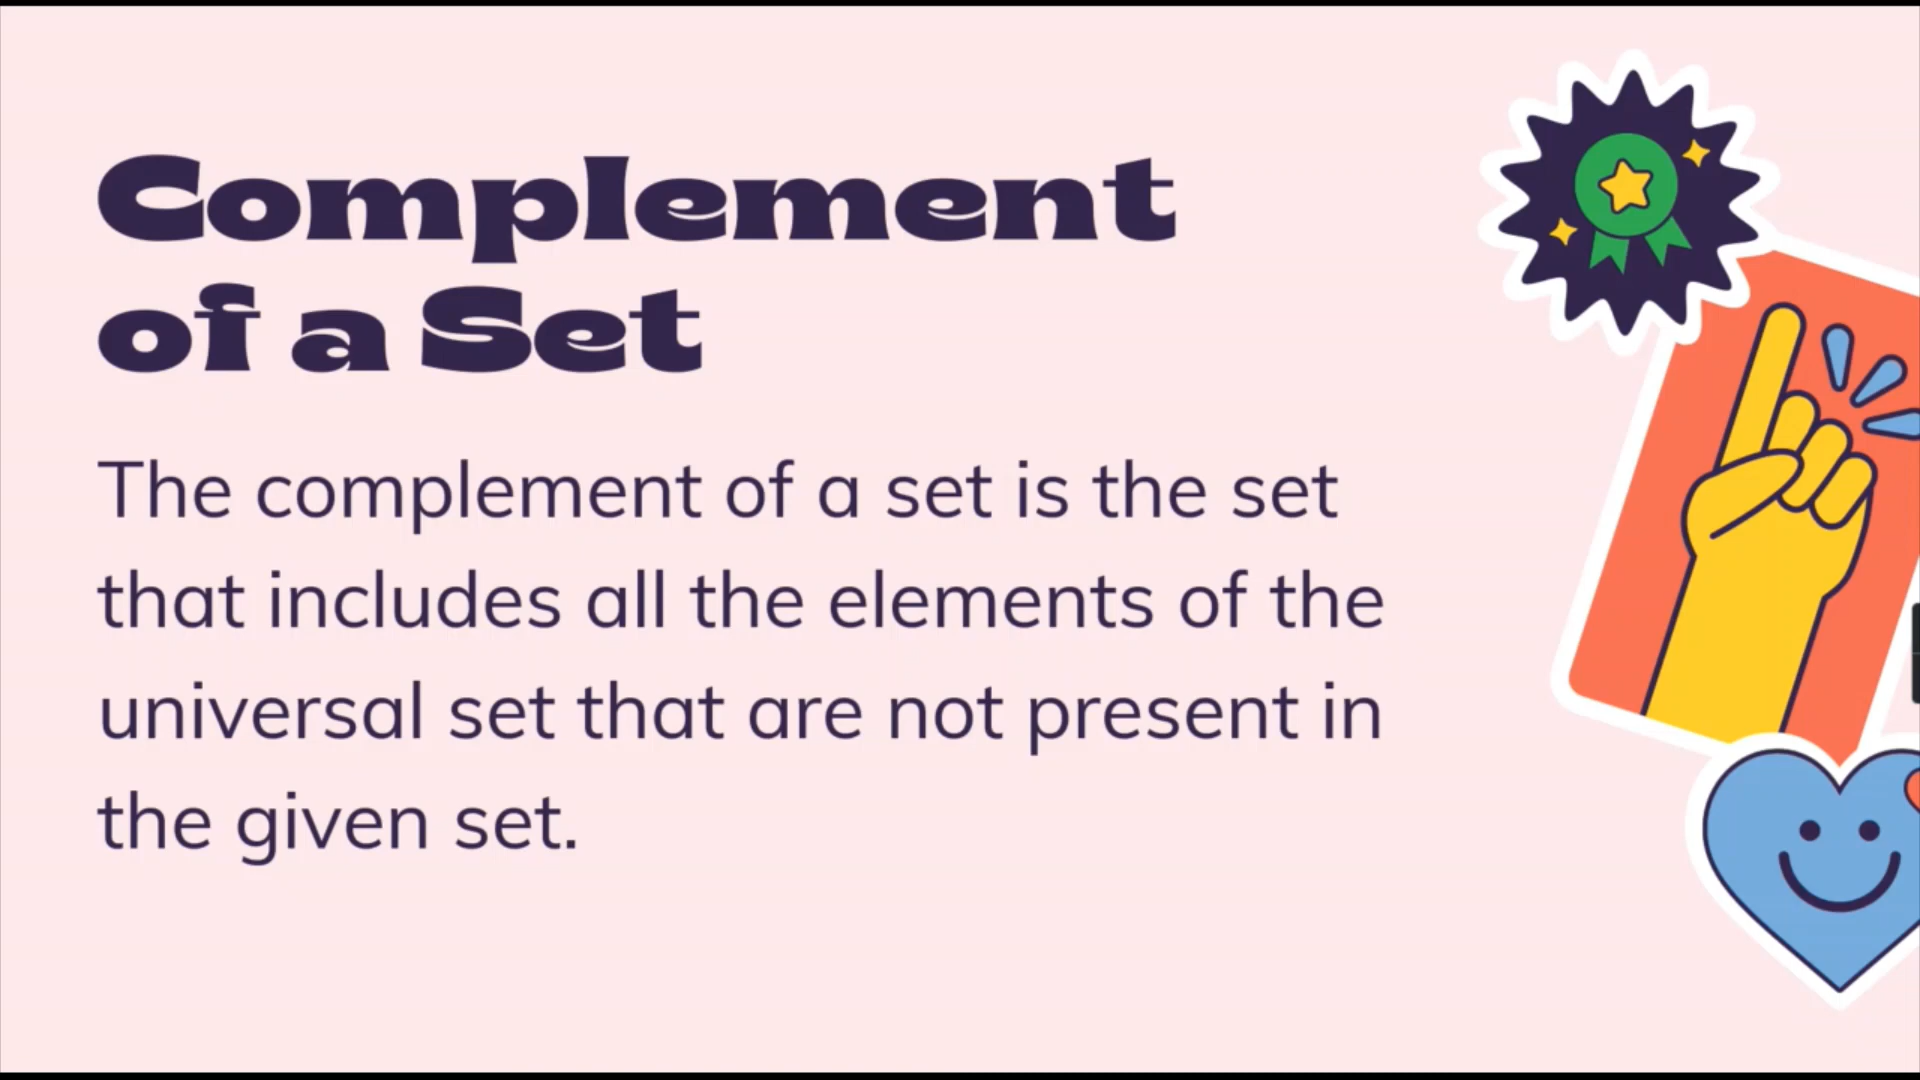 Complement
of a Set
The complement of a set is the set
that includes all the elements of the
universal set that are not present in
the given set.